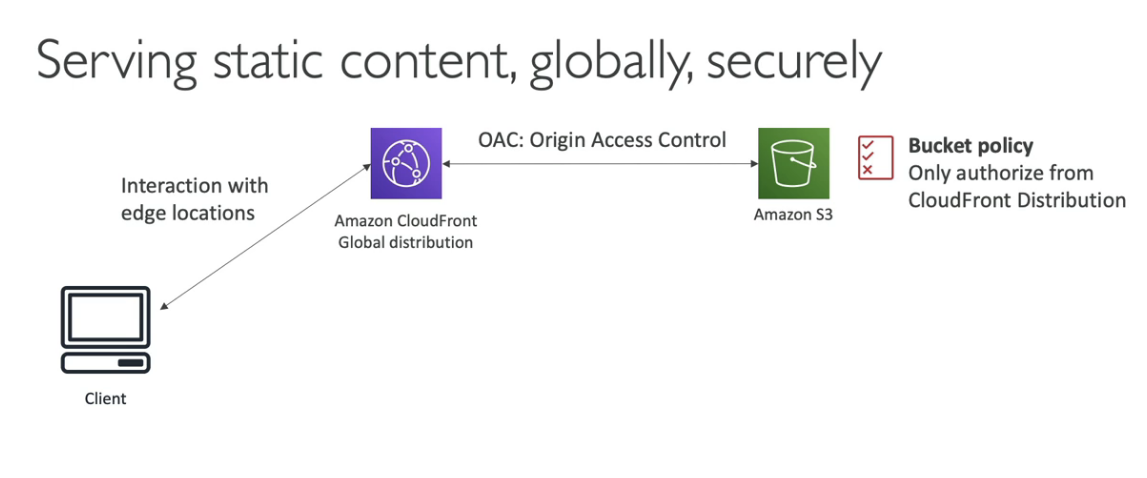 Serving static content, globally, securely
OAC: Origin Access Control
Bucket policy
Only authorize from
CloudFront Distribution
Interaction with
edge locations
Amazon CloudFront
Global distribution
Amazon S3
Client